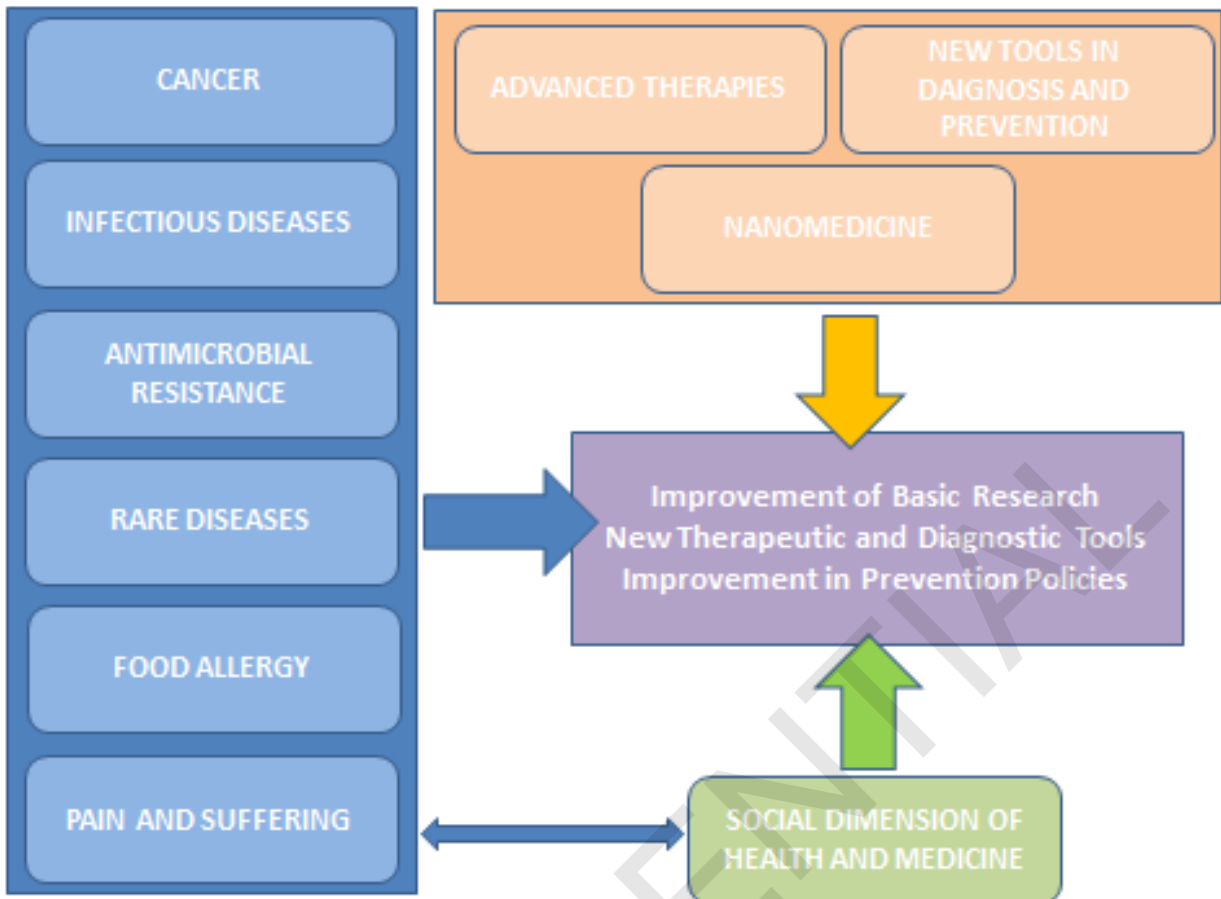 CANCER
INFECTIOUS DISEASES
ANTIMICROBIAL
RESISTANCE
RARE DISEASES
FOOD ALLERGY
PAIN AND SUFFERING
ADVANCED THERAPIES
NEW TOOLS IN
DAIGNOSIS AND
PREVENTION
NANOMEDICINE
Improvement of Basic Research
New Therapeutic and Diagnostic Tools
Improvement in Prevention Policies
SOCIAL DIMENSION OF
HEALTH AND MEDICINE
ENTIAL